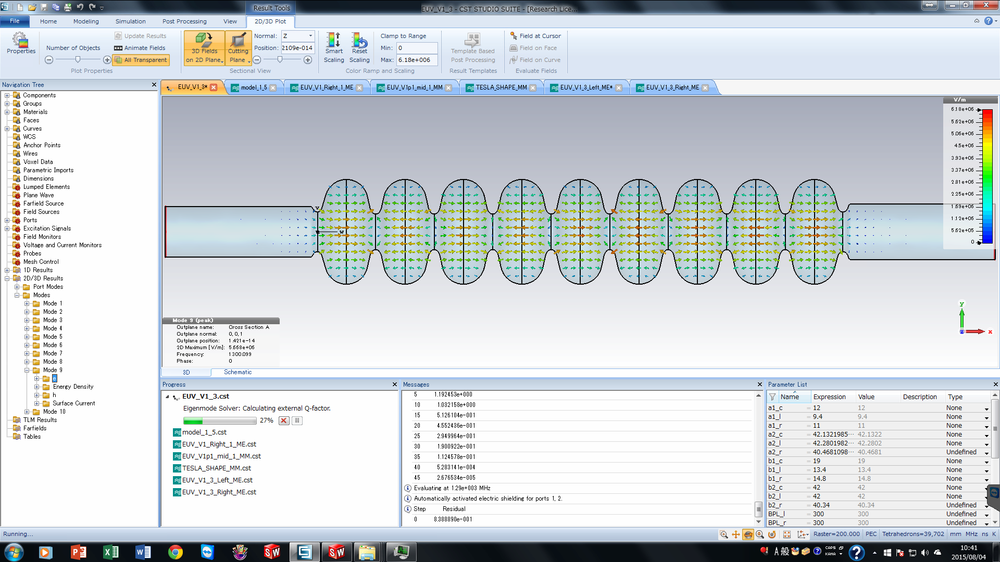 Result Tools
EUV_V1_3 - CST STUDIO SUITE - [Research Lice...
File
Home
Modeling
Simulation
Post Processing
View
2D/3D Plot
Properties
Number of Objects
Update Results
Animate Fields
All Transparent
Plot Properties
3D Fields
on 2D Plane
Cutting
Plane
Normal:
Z
Position:
2109e-014
Sectional View
Smart
Scaling
Reset
Scaling
Clamp to Range
Min:
0
Max:
6.18e+006
Color Ramp and Scaling
Template Based
Post Processing
Result Templates
Field at Cursor
Field on Face
Field on Curve
Evaluate Fields
Navigation Tree
EUV_V1_3*
model_1_5
EUV_V1_Right_1_ME
EUV_V1p1_mid_1_MM
TESLA_SHAPE_MM
EUV_V1_3_Left_ME*
EUV_V1_3_Right_ME
Components
Groups
Materials
Faces
Curves
WCS
Anchor Points
Wires
Voxel Data
Parametric Imports
Dimensions
Lumped Elements
Plane Wave
Farfield Source
Field Sources
Ports
Excitation Signals
Field Monitors
Voltage and Current Monitors
Probes
Mesh Control
1D Results
2D/3D Results
Port Modes
Modes
Mode 1
Mode 2
Mode 3
Mode 4
Mode 5
Mode 6
Mode 7
Mode 8
Mode 9
e
Energy Density
h
Surface Current
Mode 10
TLM Results
Farfields
Tables
V/m
6.18e+06
5.62e+06
5.06e+06
4.5e+06
3.93e+06
3.37e+06
2.81e+06
2.25e+06
1.69e+06
1.12e+06
5.62e+05
0
v
w
y
z
x
Mode 9 (peak)
Cutplane name: Cross Section A
Cutplane normal: 0, 0, 1
Cutplane position: 1.421e-14
2D Maximum [V/m]: 5.668e+06
Frequency: 1300.099
Phase: 0
3D
Schematic
Progress
EUV_V1_3.cst
Eigenmode Solver: Calculating external Q-factor.
27%
model_1_5.cst
EUV_V1_Right_1_ME.cst
EUV_V1p1_mid_1_MM.cst
TESLA_SHAPE_MM.cst
EUV_V1_3_Left_ME.cst
EUV_V1_3_Right_ME.cst
Messages
5 1.192453e+000
10 1.032158e+000
15 5.126104e-001
20 4.552436e-001
25 2.949964e-001
30 1.900922e-001
35 1.124578e-001
40 5.283141e-004
45 2.676534e-005
Evaluating at 1.29e+003 MHz
Automatically activated electric shielding for ports 1, 2.
Step Residual
0 8.388890e-001
Parameter List
Name Expression Value Description Type
a1_c = 12 12 None
a1_l = 9.4 9.4 None
a1_r = 11 11 None
a2_c = 42.1321985... 42.1322 None
a2_l = 42.2801982... 42.2802 None
a2_r = 40.4681098... 40.4681 Undefined
b1_c = 19 19 None
b1_l = 13.4 13.4 None
b1_r = 14.8 14.8 None
b2_c = 42 42 None
b2_l = 42 42 None
b2_r = 40.34 40.34 Undefined
BPL_l = 300 300 Undefined
BPL_r = 300 300 Undefined
Running...
Raster=200.000 PEC Tetrahedrons=39,702 mm MHz ns K
A 般
CAPS
KANA
10:41
2015/08/04